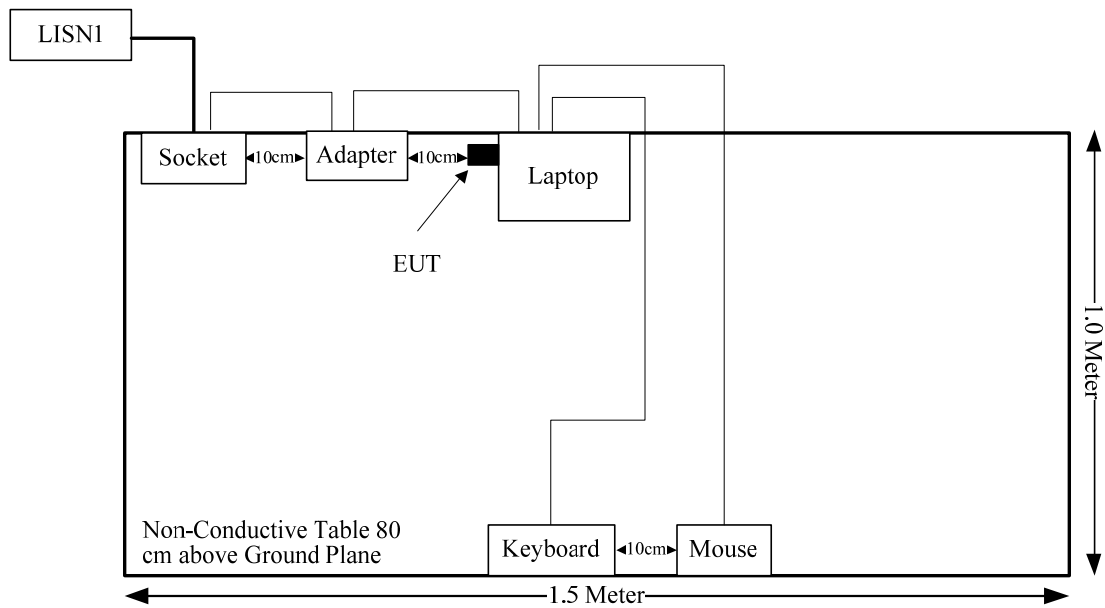 LISN1
Socket
10cm
Adapter
10cm
Laptop
EUT
1.0 Meter
Non-Conductive Table 80
cm above Ground Plane
Keyboard
10cm
Mouse
1.5 Meter